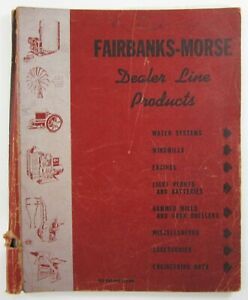 FAIRBANKS-MORSE
Dealer Line
Products
WATER SYSTEMS
WINDMILLS
ENGINES
LIGHT PLANTS
AND BATTERIES
HAMMER MILLS
AND CORN SHELLERS
MISCELLANEOUS
ACCESSORIES
ENGINEERING DATA